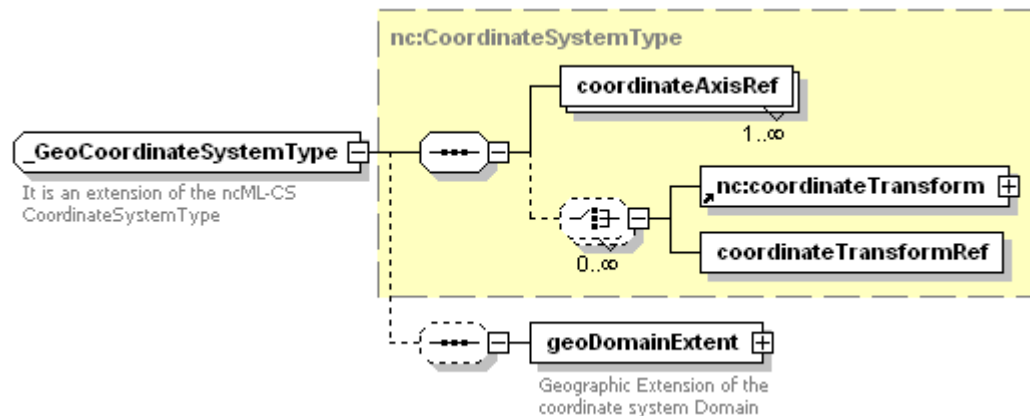 nc:CoordinateSystemType
coordinateAxisRef
1..∞
_GeoCoordinateSystemType
It is an extension of the ncML-CS
CoordinateSystemType
nc:coordinateTransform
0..∞
coordinateTransformRef
geoDomainExtent
Geographic Extension of the
coordinate system Domain